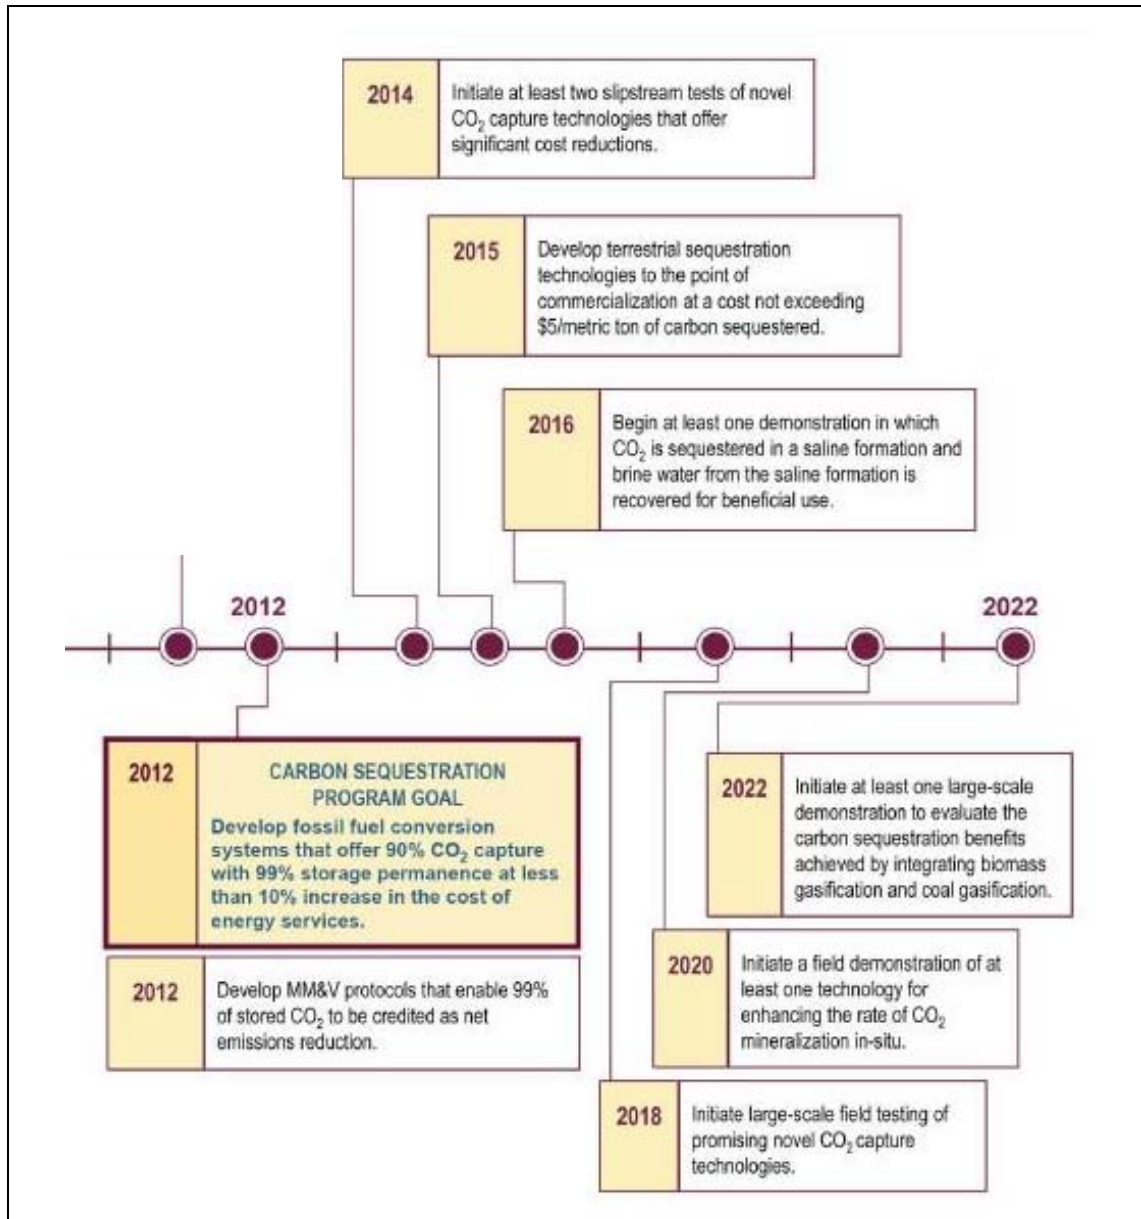 2014
Initiate at least two slipstream tests of novel
CO₂ capture technologies that offer
significant cost reductions.
2015
Develop terrestrial sequestration
technologies to the point of
commercialization at a cost not exceeding
$5/metric ton of carbon sequestered.
2016
Begin at least one demonstration in which
CO₂ is sequestered in a saline formation and
brine water from the saline formation is
recovered for beneficial use.
2012
2022
2012
CARBON SEQUESTRATION
PROGRAM GOAL
Develop fossil fuel conversion
systems that offer 90% CO₂ capture
with 99% storage permanence at less
than 10% increase in the cost of
energy services.
2012
Develop MM&V protocols that enable 99%
of stored CO₂ to be credited as net
emissions reduction.
2022
Initiate at least one large-scale
demonstration to evaluate the
carbon sequestration benefits
achieved by integrating biomass
gasification and coal gasification.
2020
Initiate a field demonstration of at
least one technology for
enhancing the rate of CO₂
mineralization in-situ.
2018
Initiate large-scale field testing of
promising novel CO₂ capture
technologies.